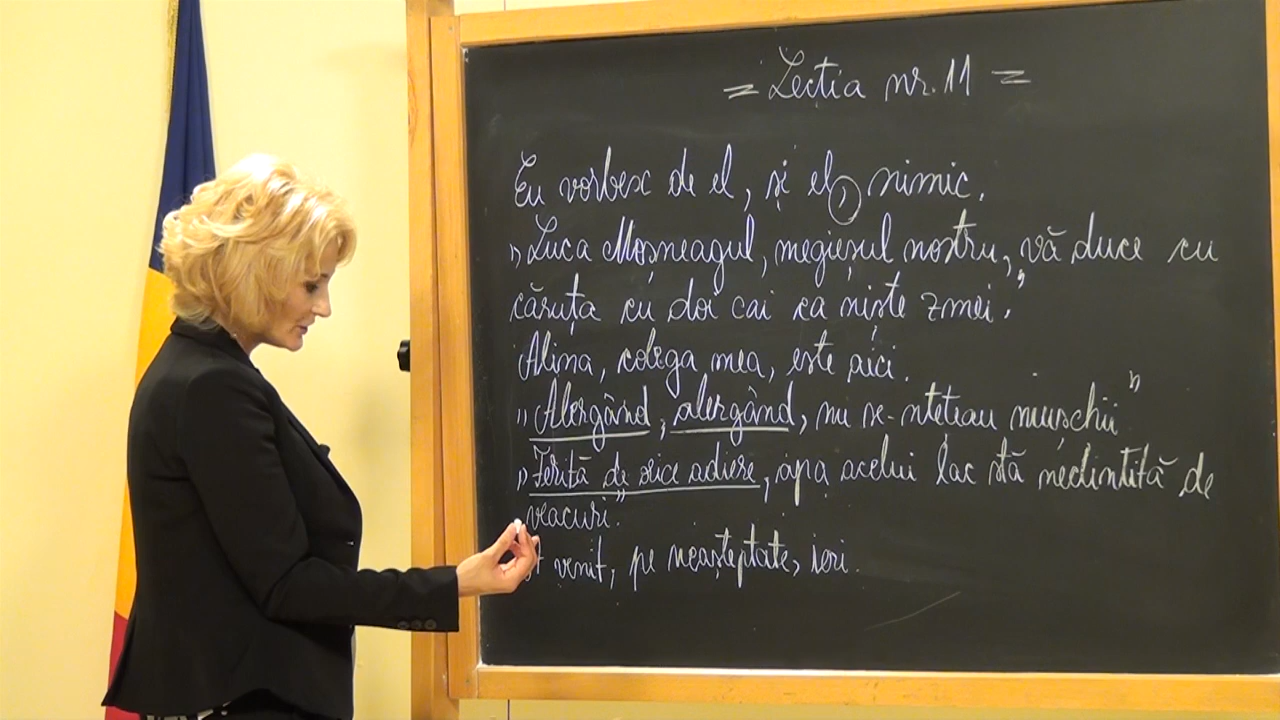 = Lecția nr. 11 =
Eu vorbesc de el, și el, nimic.
„Luca Moșneagul, megieșul nostru, vă duce cu
căruța cu doi cai ca niște zmei.”
Alina, colega mea, este aici.
„Alergând, alergând, nu se-ntețeau mușchii”
„Ferită de orice adiere, apa acelui lac stă neclintită de
veacuri”.
venit, pe neașteptate, ieri.